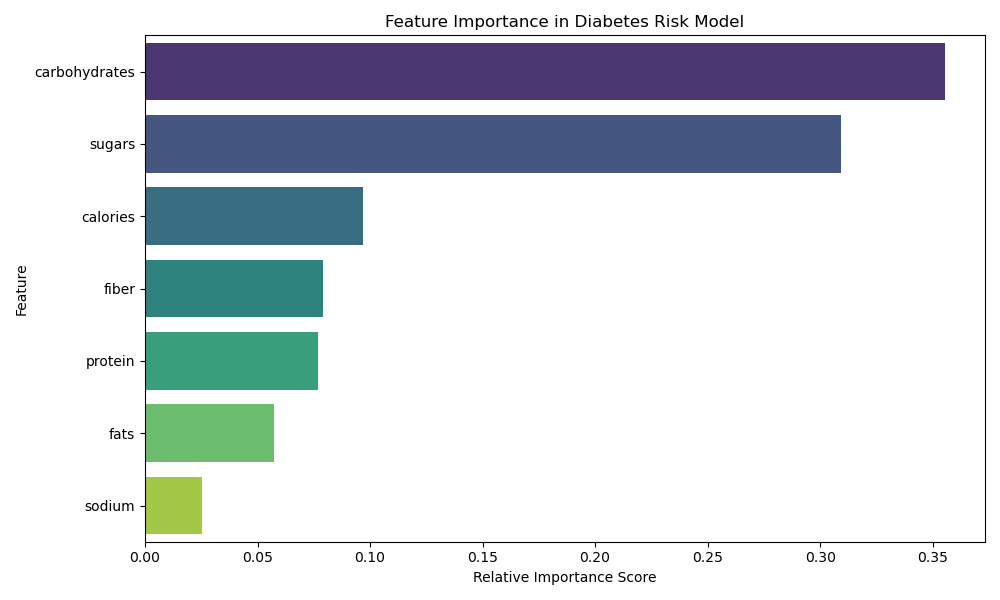 Feature Importance in Diabetes Risk Model
Feature
carbohydrates
sugars
calories
fiber
protein
fats
sodium
0.00 0.05 0.10 0.15 0.20 0.25 0.30 0.35
Relative Importance Score